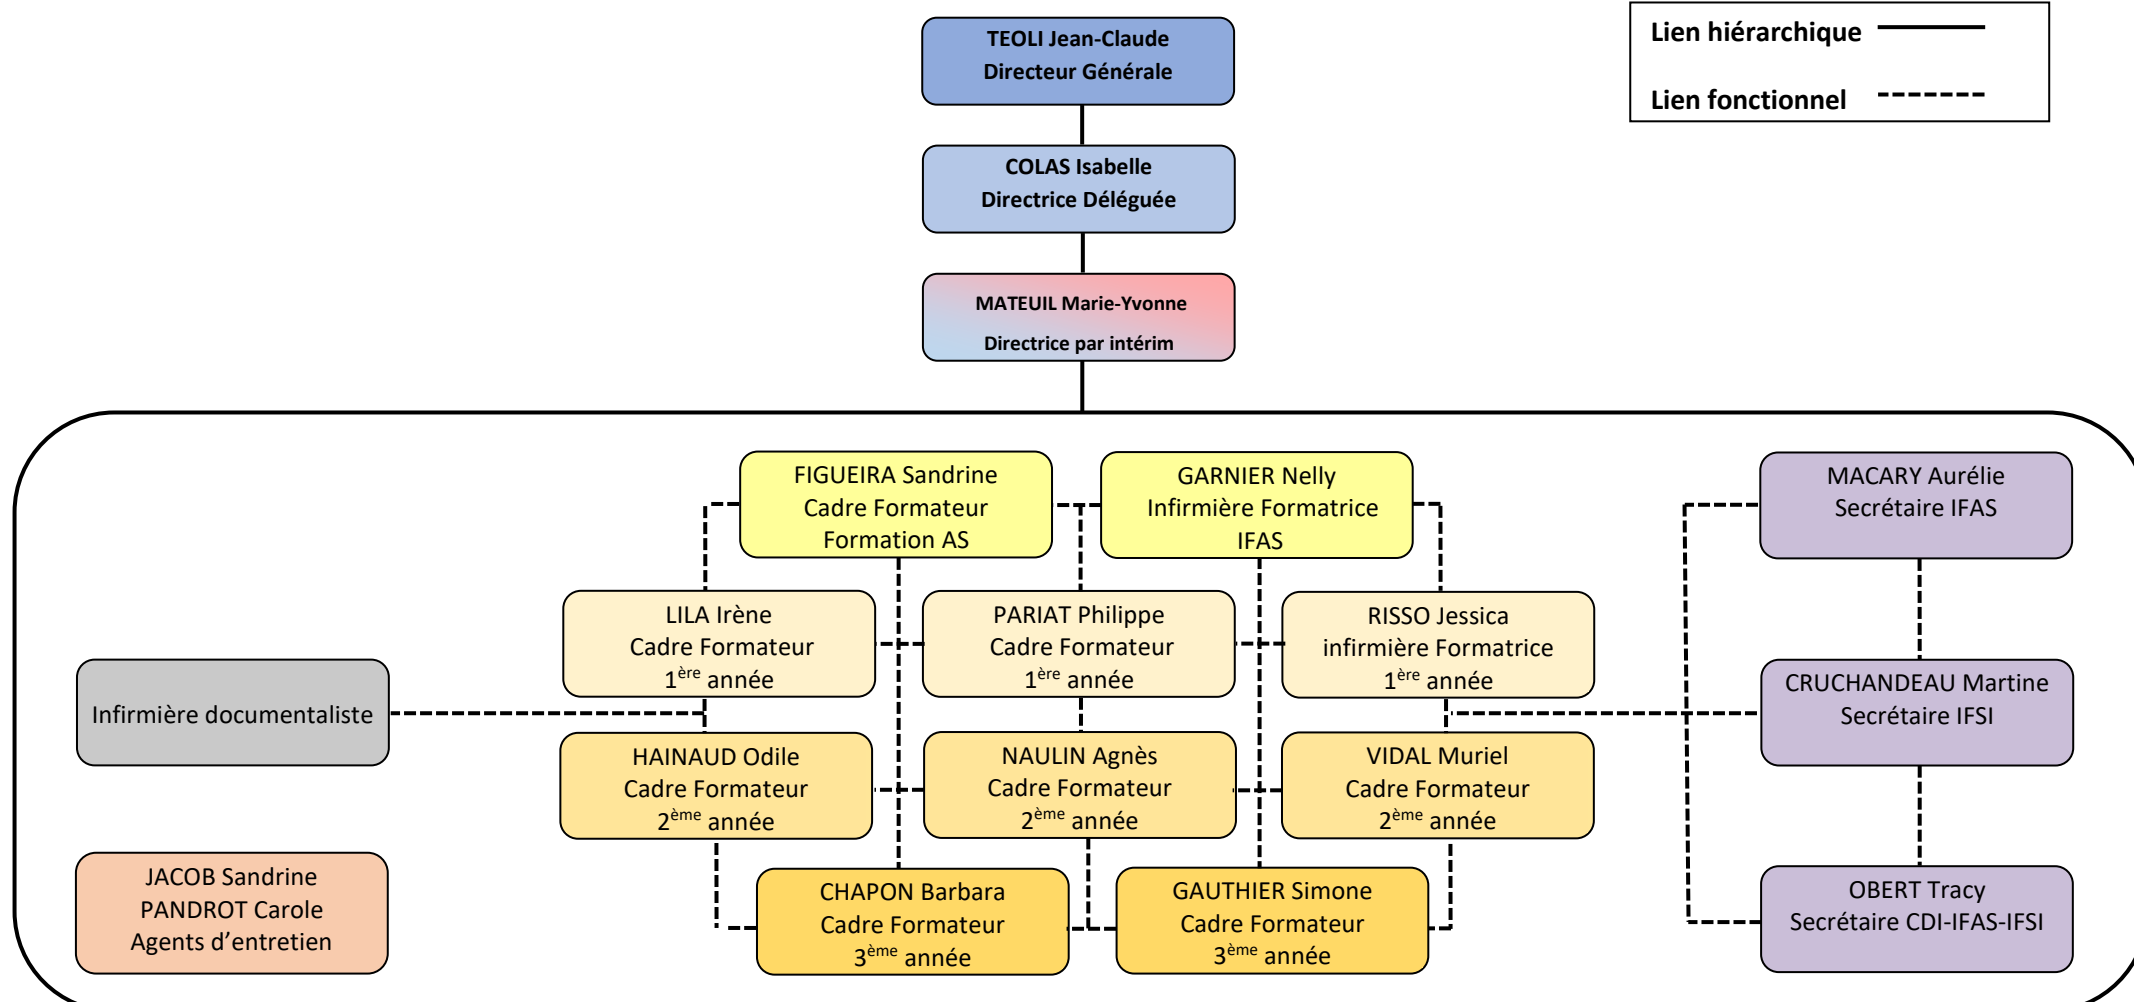 TEOLI Jean-Claude
Directeur Générale
Lien hiérarchique
Lien fonctionnel
COLAS Isabelle
Directrice Déléguée
MATEUIL Marie-Yvonne
Directrice par intérim
FIGUEIRA Sandrine
Cadre Formateur
Formation AS
GARNIER Nelly
Infirmière Formatrice
IFAS
MACARY Aurélie
Secrétaire IFAS
LILA Irène
Cadre Formateur
1ère année
PARIAT Philippe
Cadre Formateur
1ère année
RISSO Jessica
infirmière Formatrice
1ère année
Infirmière documentaliste
CRUCHANDEAU Martine
Secrétaire IFSI
HAINAUD Odile
Cadre Formateur
2ème année
NAULIN Agnès
Cadre Formateur
2ème année
VIDAL Muriel
Cadre Formateur
2ème année
JACOB Sandrine
PANDROT Carole
Agents d'entretien
CHAPON Barbara
Cadre Formateur
3ème année
GAUTHIER Simone
Cadre Formateur
3ème année
OBERT Tracy
Secrétaire CDI-IFAS-IFSI